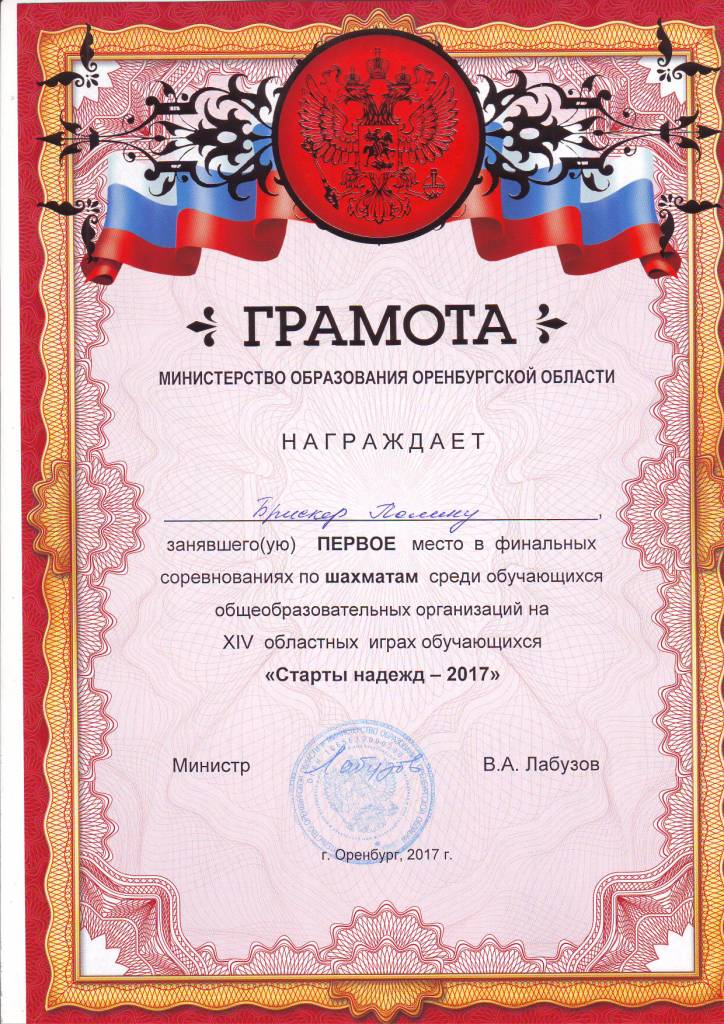 ГРАМОТА
МИНИСТЕРСТВО ОБРАЗОВАНИЯ ОРЕНБУРГСКОЙ ОБЛАСТИ
НАГРАЖДАЕТ
Брискер Полину,
занявшего(ую) ПЕРВОЕ место в финальных
соревнованиях по шахматам среди обучающихся
общеобразовательных организаций на
XIV областных играх обучающихся
«Старты надежд – 2017»
Министр
Лабузов
В.А. Лабузов
г. Оренбург, 2017 г.